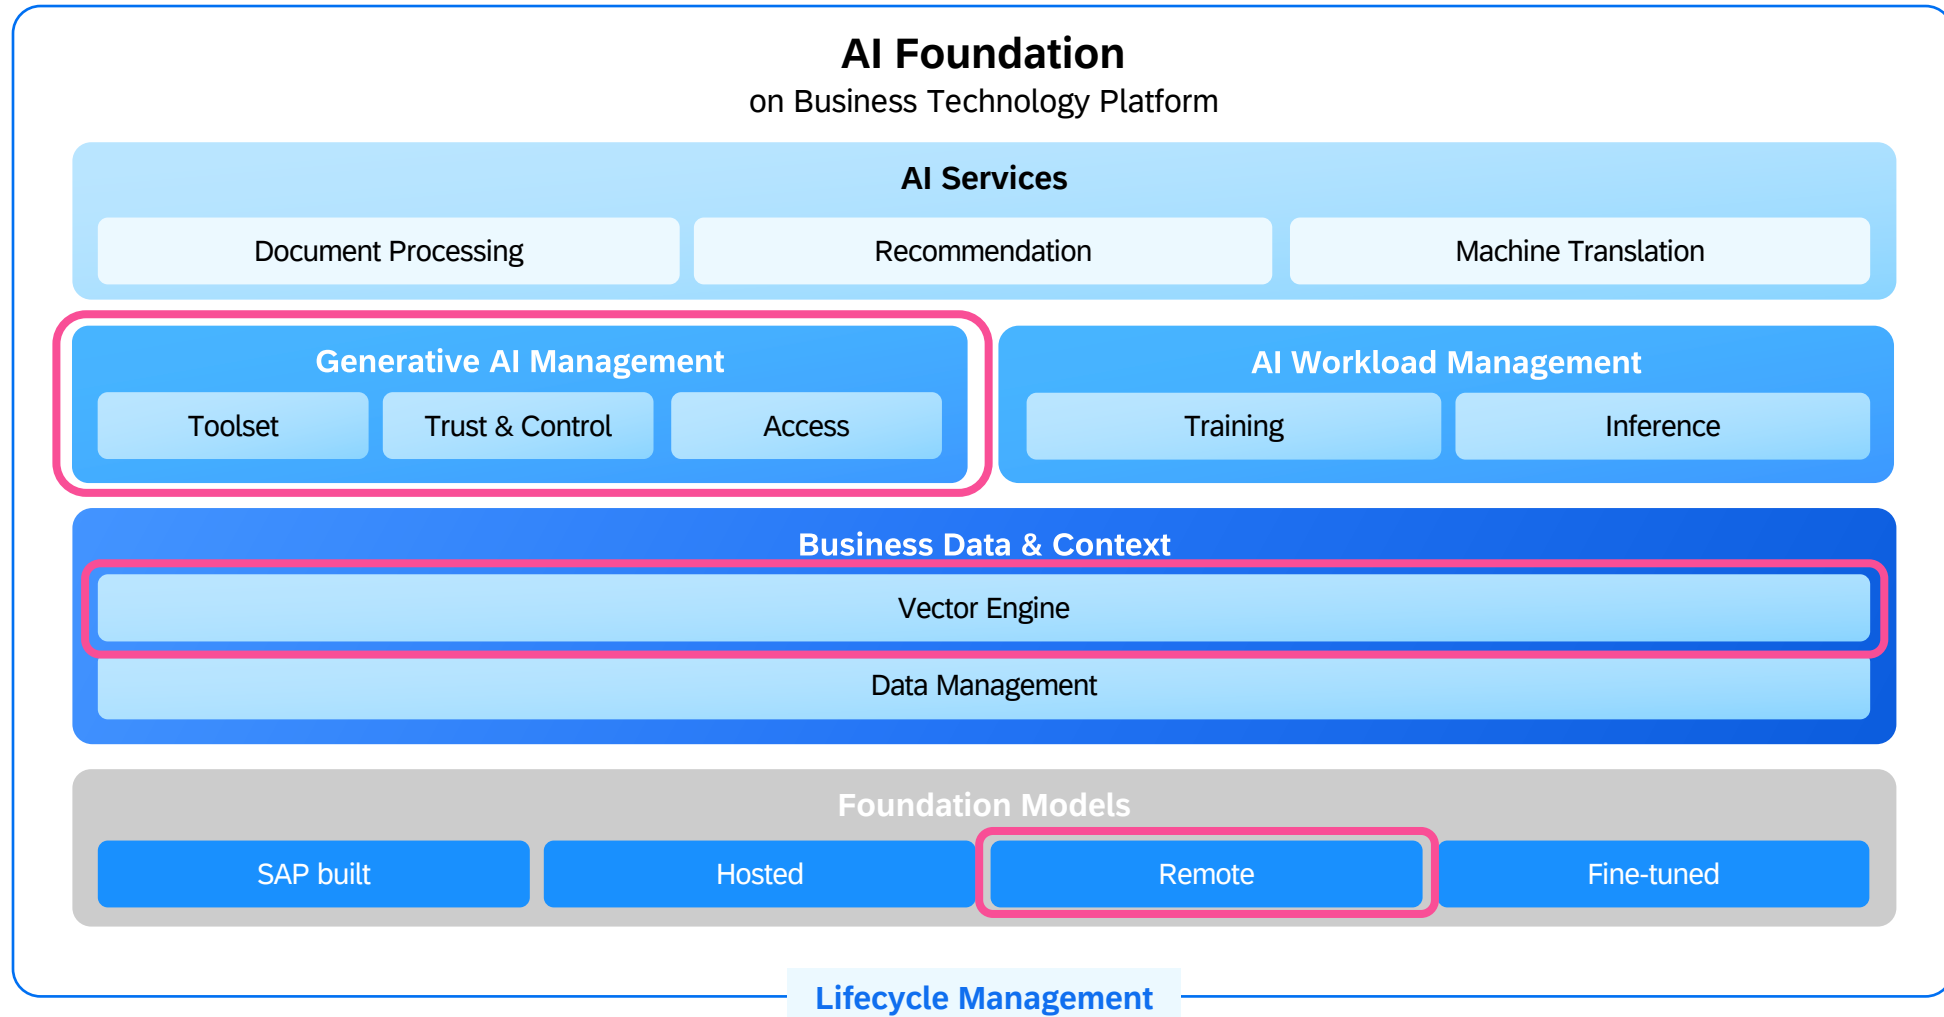 AI Foundation
on Business Technology Platform
AI Services
Document Processing
Recommendation
Machine Translation
Generative AI Management
Toolset
Trust & Control
Access
AI Workload Management
Training
Inference
Business Data & Context
Vector Engine
Data Management
Foundation Models
SAP built
Hosted
Remote
Fine-tuned
Lifecycle Management